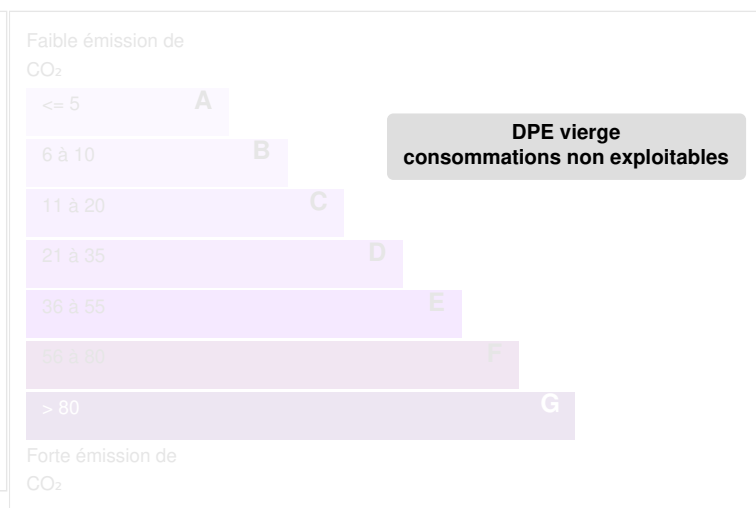 Faible émission de
CO₂
<= 5 A
6 à 10 B
DPE vierge
consommations non exploitables
11 à 20 C
21 à 35 D
36 à 55 E
56 à 80 F
> 80 G
Forte émission de
CO₂